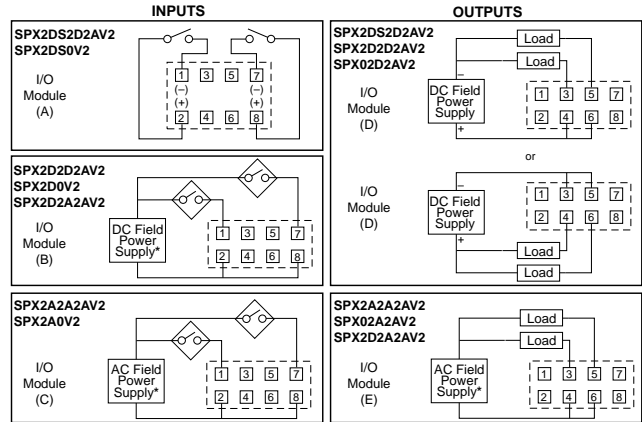 INPUTS
SPX2DS2D2AV2
SPX2DS0V2
I/O
Module
(A)
1 3 5 7
(–) (–)
(+) (+)
2 4 6 8
SPX2D2D2AV2
SPX2D0V2
SPX2D2A2AV2
I/O
Module
(B)
DC Field
Power
Supply*
1 3 5 7
2 4 6 8
SPX2A2A2AV2
SPX2A0V2
I/O
Module
(C)
AC Field
Power
Supply*
1 3 5 7
2 4 6 8
OUTPUTS
SPX2DS2D2AV2
SPX2D2D2AV2
SPX02D2AV2
I/O
Module
(D)
Load
Load
–
DC Field
Power
Supply
+
1 3 5 7
2 4 6 8
or
I/O
Module
(D)
–
DC Field
Power
Supply
+
1 3 5 7
2 4 6 8
Load
Load
SPX2A2A2AV2
SPX02A2AV2
SPX2D2A2AV2
I/O
Module
(E)
Load
Load
AC Field
Power
Supply*
1 3 5 7
2 4 6 8